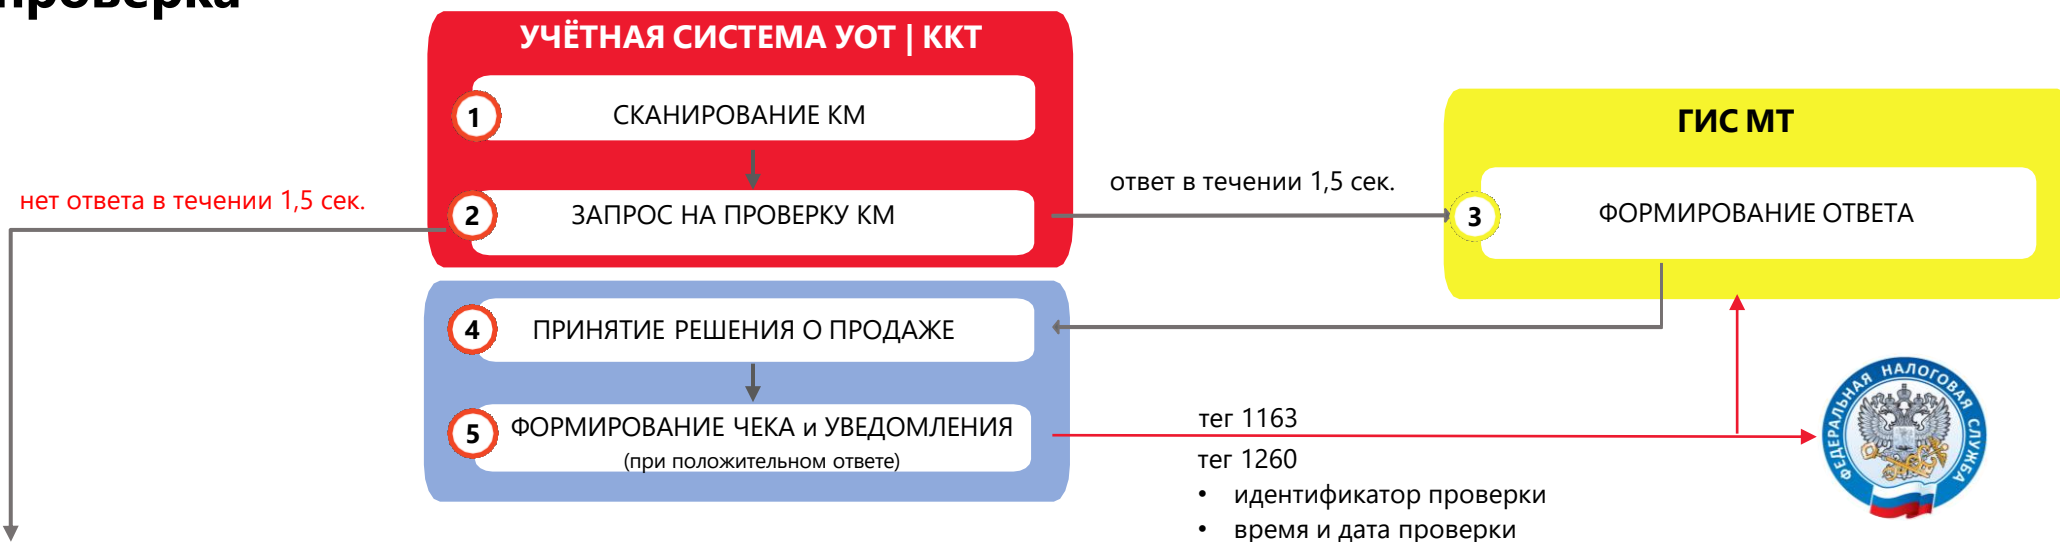 проверка
УЧЁТНАЯ СИСТЕМА УОТ | ККТ
1
СКАНИРОВАНИЕ КМ
ГИС МТ
нет ответа в течении 1,5 сек.
2
ЗАПРОС НА ПРОВЕРКУ КМ
ответ в течении 1,5 сек.
3
ФОРМИРОВАНИЕ ОТВЕТА
4
ПРИНЯТИЕ РЕШЕНИЯ О ПРОДАЖЕ
5
ФОРМИРОВАНИЕ ЧЕКА и УВЕДОМЛЕНИЯ
(при положительном ответе)
тег 1163
тег 1260
• идентификатор проверки
• время и дата проверки
ФЕДЕРАЛЬНАЯ НАЛОГОВАЯ СЛУЖБА